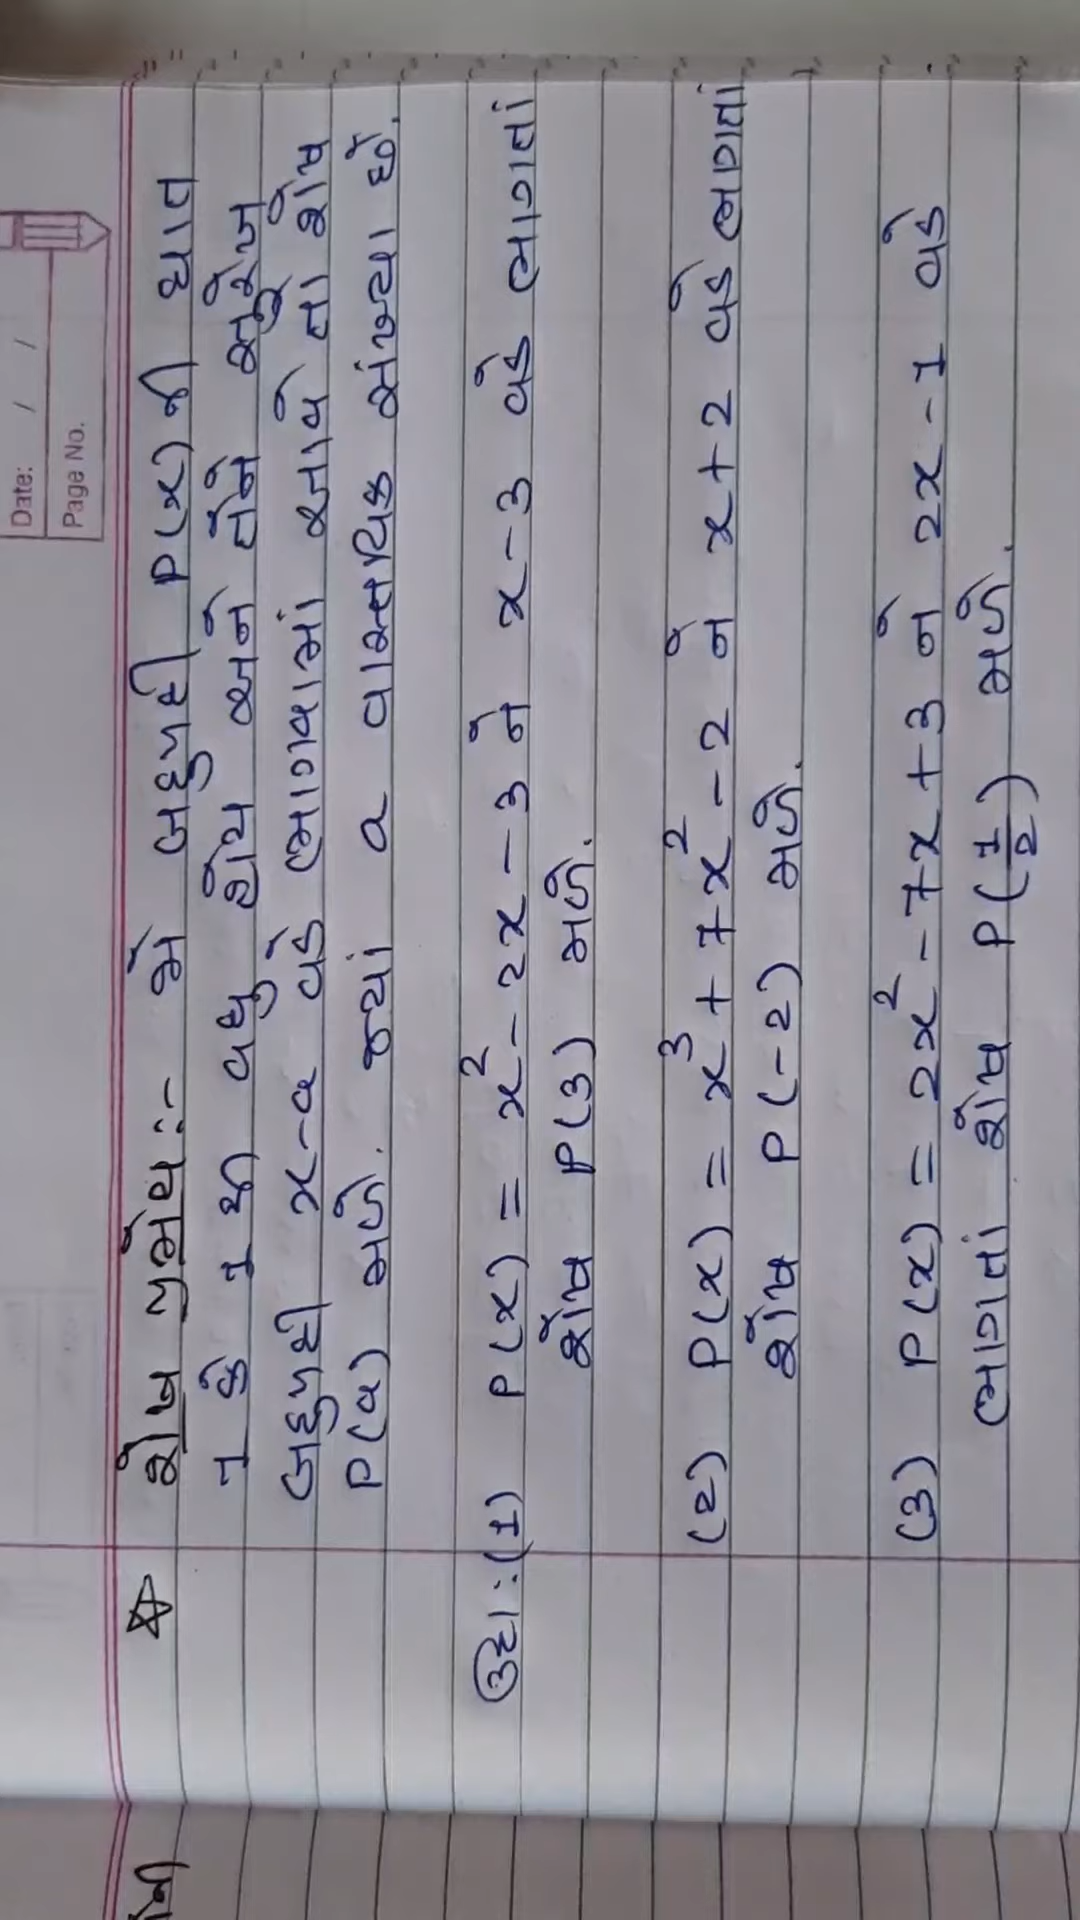 Date: / /
Page No.
☆ શેષ પ્રમેય:- જો બહુપદી P(x) ની ઘાત
1 કે 1 થી વધુ હોય અને તેને સુરેખ
બહુપદી x-a વડે ભાગવામાં આવે તો શેષ
P(a) મળે. જ્યાં a વાસ્તવિક સંખ્યા છે.
ઉદા:(1) P(x) = x² - 2x - 3 ને x - 3 વડે ભાગતાં
શેષ P(3) મળે.
(2) P(x) = x³ + 7x² - 2 ને x + 2 વડે ભાગતાં
શેષ P(-2) મળે.
(3) P(x) = 2x² - 7x + 3 ને 2x - 1 વડે
ભાગતાં શેષ P(1/2) મળે.